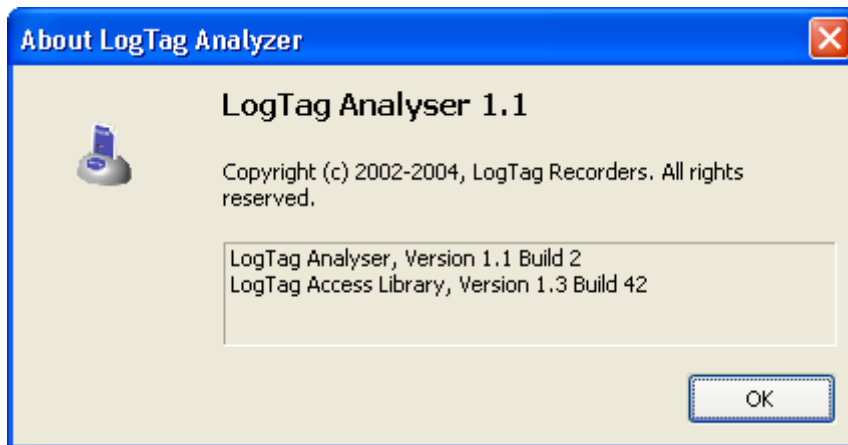 About LogTag Analyzer
LogTag Analyser 1.1
Copyright (c) 2002-2004, LogTag Recorders. All rights
reserved.
LogTag Analyser, Version 1.1 Build 2
LogTag Access Library, Version 1.3 Build 42
OK